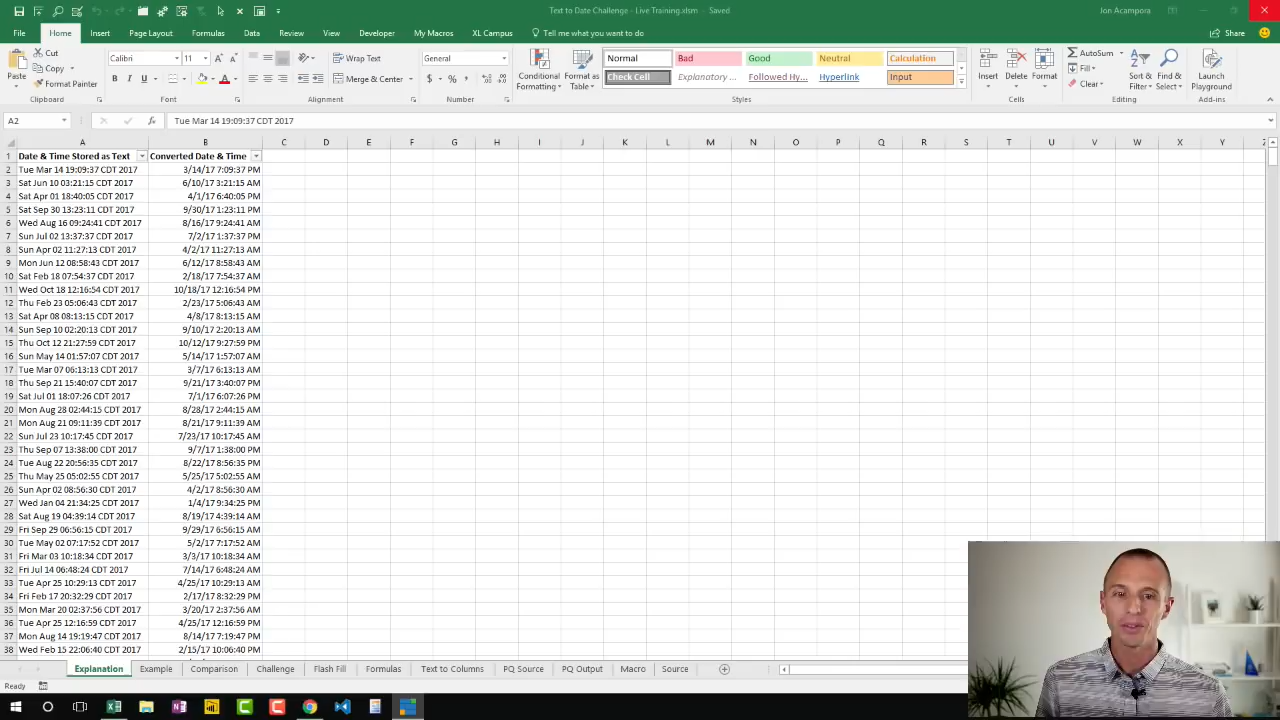 Text to Date Challenge - Live Training.xlsm - Saved
Jon Acampora
File Home Insert Page Layout Formulas Data Review View Developer My Macros XL Campus Tell me what you want to do Share
Paste Cut Copy Format Painter Clipboard
Calibri 11 B I U A Font
Wrap Text Merge & Center Alignment
General $ % , Number
Conditional Formatting Format as Table
Normal Bad Good Neutral Calculation
Check Cell Explanatory ... Followed Hy... Hyperlink Input
Styles
Insert Delete Format Cells
AutoSum Fill Clear Sort & Filter Find & Select Editing
Launch Playground Add-ins
A2 fx Tue Mar 14 19:09:37 CDT 2017
A B C D E F G H I J K L M N O P Q R S T U V W X Y Z
1 Date & Time Stored as Text Converted Date & Time
2 Tue Mar 14 19:09:37 CDT 2017 3/14/17 7:09:37 PM
3 Sat Jun 10 03:21:15 CDT 2017 6/10/17 3:21:15 AM
4 Sat Apr 01 18:40:05 CDT 2017 4/1/17 6:40:05 PM
5 Sat Sep 30 13:23:11 CDT 2017 9/30/17 1:23:11 PM
6 Wed Aug 16 09:24:41 CDT 2017 8/16/17 9:24:41 AM
7 Sun Jul 02 13:37:37 CDT 2017 7/2/17 1:37:37 PM
8 Sun Apr 02 11:27:13 CDT 2017 4/2/17 11:27:13 AM
9 Mon Jun 12 08:58:43 CDT 2017 6/12/17 8:58:43 AM
10 Sat Feb 18 07:54:37 CDT 2017 2/18/17 7:54:37 AM
11 Wed Oct 18 12:16:54 CDT 2017 10/18/17 12:16:54 PM
12 Thu Feb 23 05:06:43 CDT 2017 2/23/17 5:06:43 AM
13 Sat Apr 08 08:13:15 CDT 2017 4/8/17 8:13:15 AM
14 Sun Sep 10 02:20:13 CDT 2017 9/10/17 2:20:13 AM
15 Thu Oct 12 21:27:59 CDT 2017 10/12/17 9:27:59 PM
16 Sun May 14 01:57:07 CDT 2017 5/14/17 1:57:07 AM
17 Tue Mar 07 06:13:13 CDT 2017 3/7/17 6:13:13 AM
18 Thu Sep 21 15:40:07 CDT 2017 9/21/17 3:40:07 PM
19 Sat Jul 01 18:07:26 CDT 2017 7/1/17 6:07:26 PM
20 Mon Aug 28 02:44:15 CDT 2017 8/28/17 2:44:15 AM
21 Mon Aug 21 09:11:39 CDT 2017 8/21/17 9:11:39 AM
22 Sun Jul 23 10:17:45 CDT 2017 7/23/17 10:17:45 AM
23 Thu Sep 07 13:38:00 CDT 2017 9/7/17 1:38:00 PM
24 Tue Aug 22 20:56:35 CDT 2017 8/22/17 8:56:35 PM
25 Thu May 25 05:02:55 CDT 2017 5/25/17 5:02:55 AM
26 Sun Apr 02 08:56:30 CDT 2017 4/2/17 8:56:30 AM
27 Wed Jan 04 21:34:25 CDT 2017 1/4/17 9:34:25 PM
28 Sat Aug 19 04:39:14 CDT 2017 8/19/17 4:39:14 AM
29 Fri Sep 29 06:56:15 CDT 2017 9/29/17 6:56:15 AM
30 Tue May 02 07:17:52 CDT 2017 5/2/17 7:17:52 AM
31 Fri Mar 03 10:18:34 CDT 2017 3/3/17 10:18:34 AM
32 Fri Jul 14 06:48:24 CDT 2017 7/14/17 6:48:24 AM
33 Tue Apr 25 10:29:13 CDT 2017 4/25/17 10:29:13 AM
34 Fri Feb 17 20:32:29 CDT 2017 2/17/17 8:32:29 PM
35 Mon Mar 20 02:37:56 CDT 2017 3/20/17 2:37:56 AM
36 Tue Apr 25 12:16:59 CDT 2017 4/25/17 12:16:59 PM
37 Mon Aug 14 19:19:47 CDT 2017 8/14/17 7:19:47 PM
38 Wed Feb 15 22:06:40 CDT 2017 2/15/17 10:06:40 PM
Explanation Example Comparison Challenge Flash Fill Formulas Text to Columns PQ Source PQ Output Macro Source
Ready